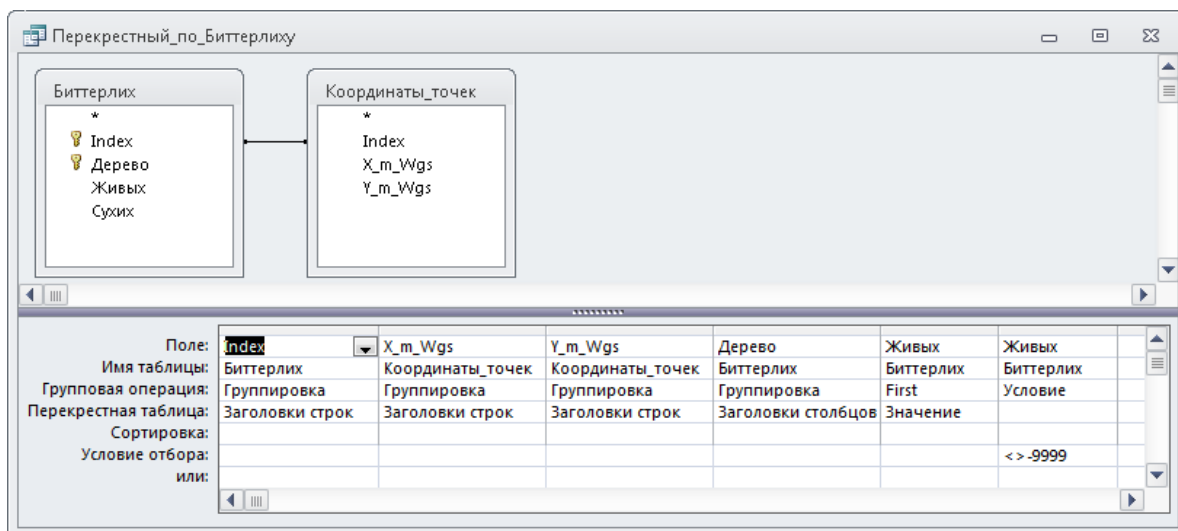 Перекрестный_по_Биттерлиху
Биттерлих
*
Index
Дерево
Живых
Сухих
Координаты_точек
*
Index
X_m_Wgs
Y_m_Wgs
Поле: Index X_m_Wgs Y_m_Wgs Дерево Живых Живых
Имя таблицы: Биттерлих Координаты_точек Координаты_точек Биттерлих Биттерлих Биттерлих
Групповая операция: Группировка Группировка Группировка Группировка First Условие
Перекрестная таблица: Заголовки строк Заголовки строк Заголовки строк Заголовки столбцов Значение
Сортировка:
Условие отбора: <>-9999
или: